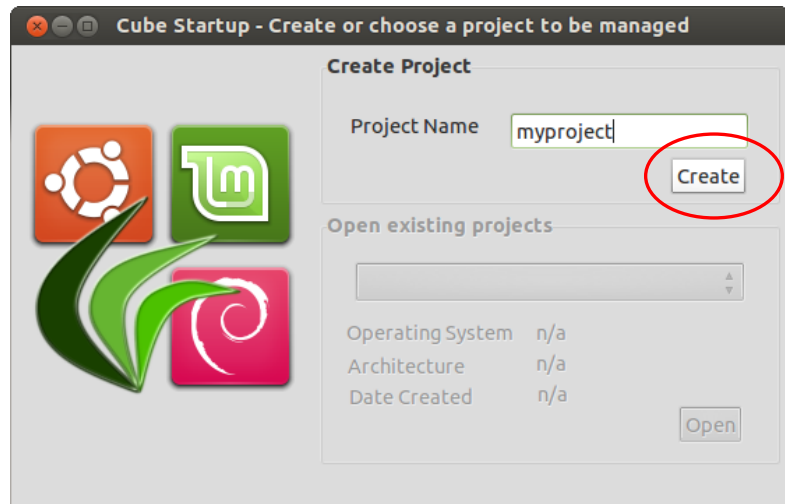 Cube Startup - Create or choose a project to be managed
Create Project
Project Name myproject
Create
Open existing projects
Operating System n/a
Architecture n/a
Date Created n/a
Open